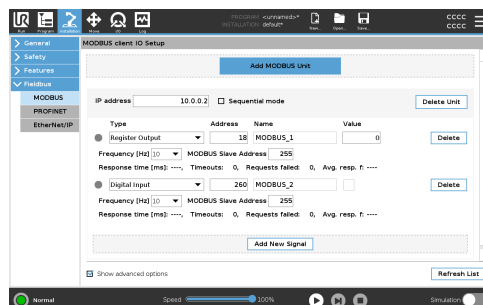 PROGRAM <unnamed>*
INSTALLATION default*
CCCC
CCCC
Run Program Installation Move I/O Log New... Open... Save...
General
Safety
Features
Fieldbus
MODBUS
PROFINET
EtherNet/IP
MODBUS client IO Setup
Add MODBUS Unit
IP address 10.0.0.2 Sequential mode Delete Unit
Type Address Name Value
Register Output 18 MODBUS_1 0 Delete
Frequency [Hz] 10 MODBUS Slave Address 255
Response time [ms]: ----, Timeouts: 0, Requests failed: 0, Avg. resp. f: ----
Digital Input 260 MODBUS_2 Delete
Frequency [Hz] 10 MODBUS Slave Address 255
Response time [ms]: ----, Timeouts: 0, Requests failed: 0, Avg. resp. f: ----
Add New Signal
Show advanced options Refresh List
Normal Speed 100% Simulation